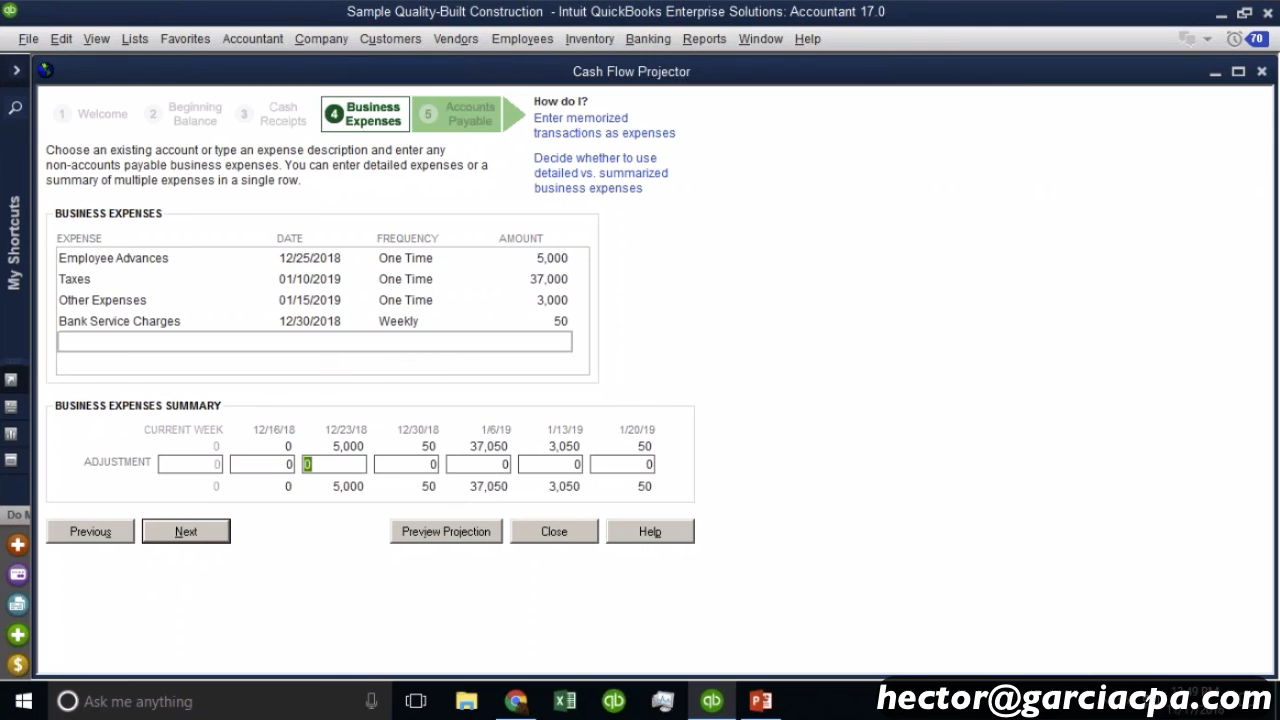 Sample Quality-Built Construction - Intuit QuickBooks Enterprise Solutions: Accountant 17.0
File Edit View Lists Favorites Accountant Company Customers Vendors Employees Inventory Banking Reports Window Help 70
Cash Flow Projector
1 Welcome 2 Beginning Balance 3 Cash Receipts 4 Business Expenses 5 Accounts Payable
How do I?
Enter memorized
transactions as expenses
Decide whether to use
detailed vs. summarized
business expenses
Choose an existing account or type an expense description and enter any
non-accounts payable business expenses. You can enter detailed expenses or a
summary of multiple expenses in a single row.
My Shortcuts
BUSINESS EXPENSES
EXPENSE DATE FREQUENCY AMOUNT
Employee Advances 12/25/2018 One Time 5,000
Taxes 01/10/2019 One Time 37,000
Other Expenses 01/15/2019 One Time 3,000
Bank Service Charges 12/30/2018 Weekly 50
BUSINESS EXPENSES SUMMARY
CURRENT WEEK 12/16/18 12/23/18 12/30/18 1/6/19 1/13/19 1/20/19
0 0 5,000 50 37,050 3,050 50
ADJUSTMENT 0 0 0 0 0 0 0
0 0 5,000 50 37,050 3,050 50
Do M
Previous Next Preview Projection Close Help
Ask me anything
hector@garciacpa.com